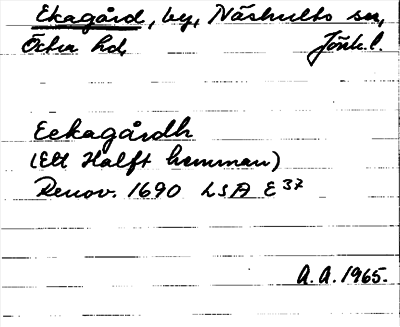 Ekagård, by, Näshults sn,
Östra hd, Jönk.l.
Eekagårdh
(Ett Halft hemman)
Renov. 1690 LSA E37
A.A. 1965.